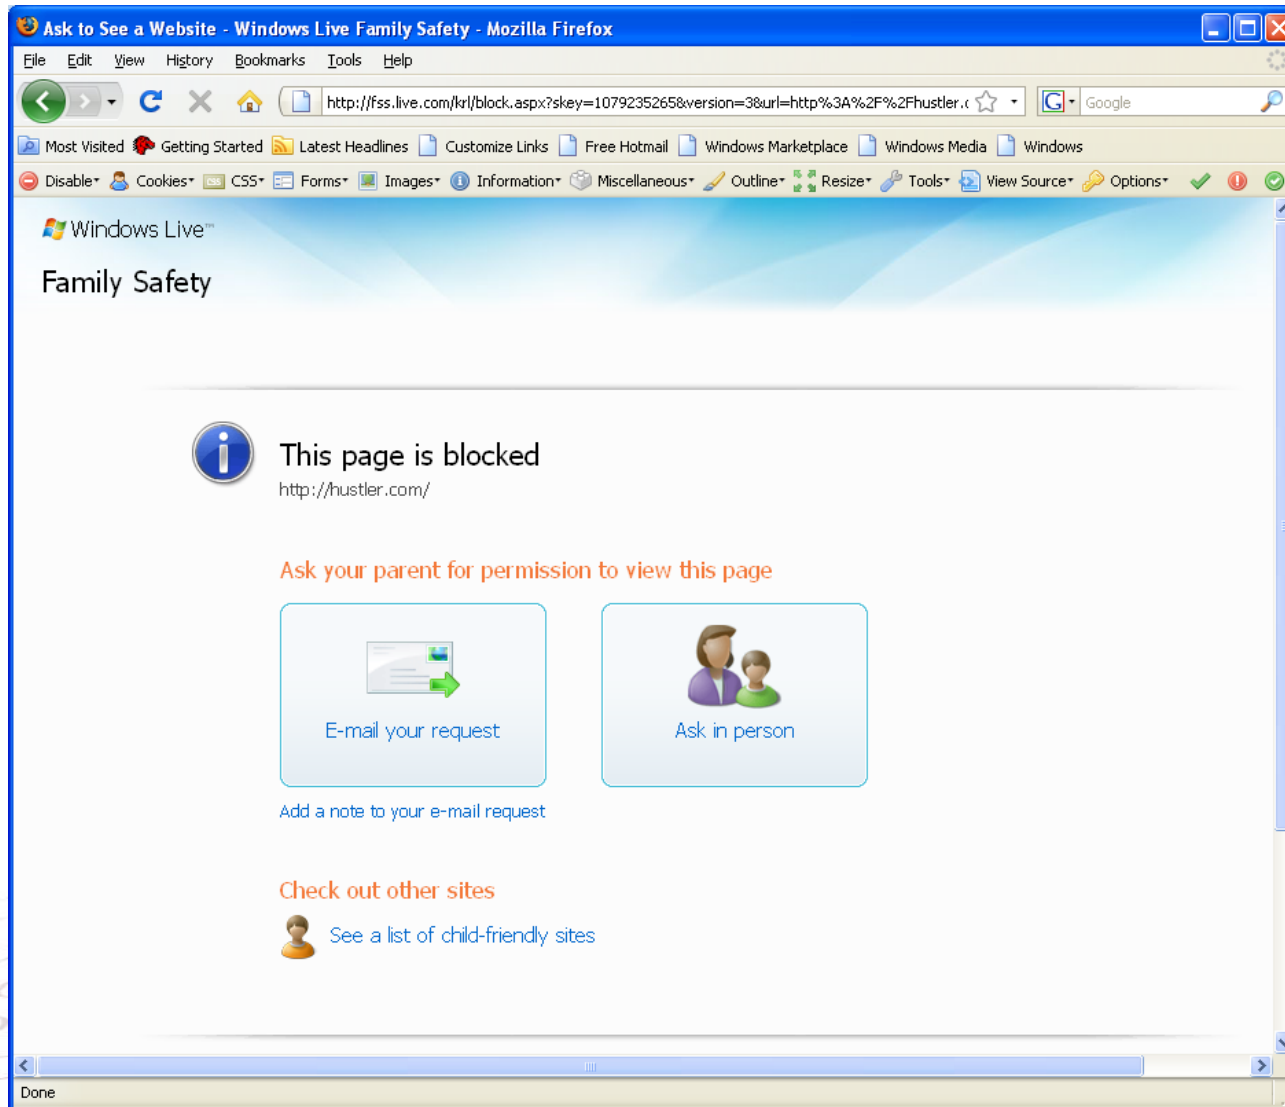 Ask to See a Website - Windows Live Family Safety - Mozilla Firefox
File Edit View History Bookmarks Tools Help
http://fss.live.com/krl/block.aspx?skey=1079235265&version=3&url=http%3A%2F%2Fhustler.c G Google
Most Visited Getting Started Latest Headlines Customize Links Free Hotmail Windows Marketplace Windows Media Windows
Disable Cookies CSS Forms Images Information Miscellaneous Outline Resize Tools View Source Options
Windows Live™
Family Safety
This page is blocked
http://hustler.com/
Ask your parent for permission to view this page
E-mail your request Ask in person
Add a note to your e-mail request
Check out other sites
See a list of child-friendly sites
Done